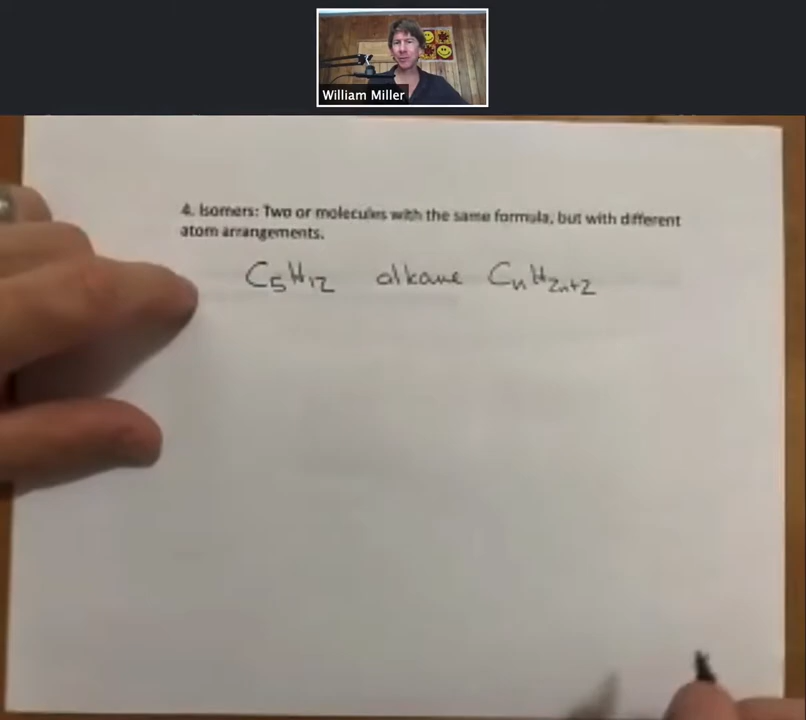 William Miller
4. Isomers: Two or molecules with the same formula, but with different
atom arrangements.
C5H12 alkane CnH2n+2